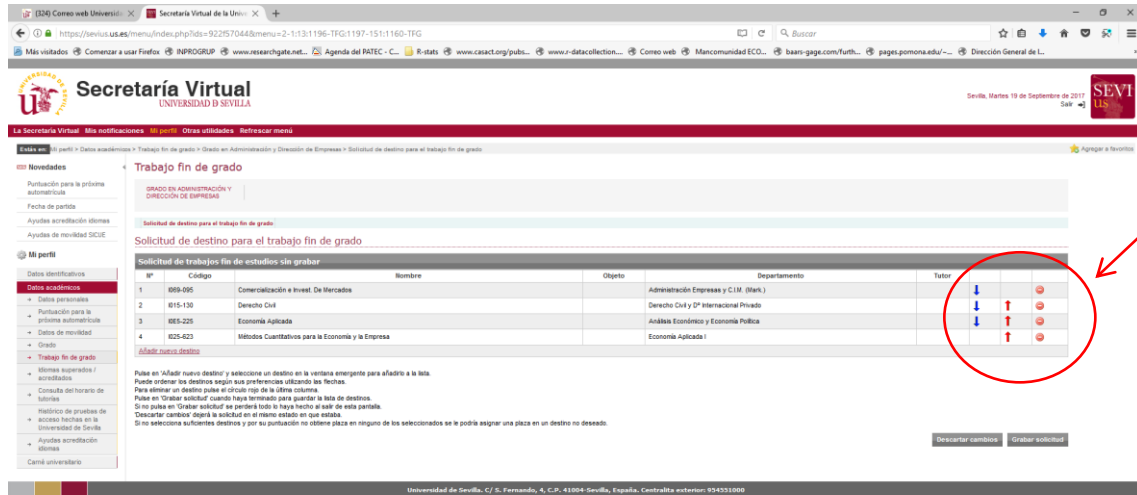 (324) Correo web Universida
Secretaría Virtual de la Unive
https://sevius.us.es/menu/index.php?ids=922f57044&menu=2-1:13:1196-TFG:1197-151:1160-TFG
Buscar
Más visitados Comenzar a usar Firefox INPROGRUP www.researchgate.net... Agenda del PATEC - C... R-stats www.casact.org/pubs... www.r-datacollection.... Correo web Mancomunidad ECO... baars-gage.com/furth... pages.pomona.edu/~... Dirección General de l...
Secretaría Virtual
UNIVERSIDAD D SEVILLA
Sevilla, Martes 19 de Septiembre de 2017
Salir
SEVI
US
La Secretaría Virtual Mis notificaciones Mi perfil Otras utilidades Refrescar menú
Estás en: Mi perfil > Datos académicos > Trabajo fin de grado > Grado en Administración y Dirección de Empresas > Solicitud de destino para el trabajo fin de grado
Agregar a favoritos
Novedades
Puntuación para la próxima
automatrícula
Fecha de partida
Ayudas acreditación idiomas
Ayudas de movilidad SICUE
Mi perfil
Datos identificativos
Datos académicos
Datos personales
Puntuación para la
próxima automatrícula
Datos de movilidad
Grado
Trabajo fin de grado
Idiomas superados /
acreditados
Consulta del horario de
tutorías
Histórico de pruebas de
acceso hechas en la
Universidad de Sevilla
Ayudas acreditación
idiomas
Carné universitario
Trabajo fin de grado
GRADO EN ADMINISTRACIÓN Y
DIRECCIÓN DE EMPRESAS
Solicitud de destino para el trabajo fin de grado
Solicitud de destino para el trabajo fin de grado
Solicitud de trabajos fin de estudios sin grabar
Nº Código Nombre Objeto Departamento Tutor
1 I069-095 Comercialización e Invest. De Mercados Administración Empresas y C.I.M. (Mark.)
2 I015-130 Derecho Civil Derecho Civil y Dº Internacional Privado
3 I0E5-225 Economía Aplicada Análisis Económico y Economía Política
4 I025-623 Métodos Cuantitativos para la Economía y la Empresa Economía Aplicada I
Añadir nuevo destino
Pulse en 'Añadir nuevo destino' y seleccione un destino en la ventana emergente para añadirlo a la lista.
Puede ordenar los destinos según sus preferencias utilizando las flechas.
Para eliminar un destino pulse el círculo rojo de la última columna.
Pulse en 'Grabar solicitud' cuando haya terminado para guardar la lista de destinos.
Si no pulsa en 'Grabar solicitud' se perderá todo lo haya hecho al salir de esta pantalla.
'Descartar cambios' dejará la solicitud en el mismo estado en que estaba.
Si no selecciona suficientes destinos y por su puntuación no obtiene plaza en ninguno de los seleccionados se le podría asignar una plaza en un destino no deseado.
Descartar cambios Grabar solicitud
Universidad de Sevilla. C/ S. Fernando, 4, C.P. 41004-Sevilla, España. Centralita exterior: 954551000